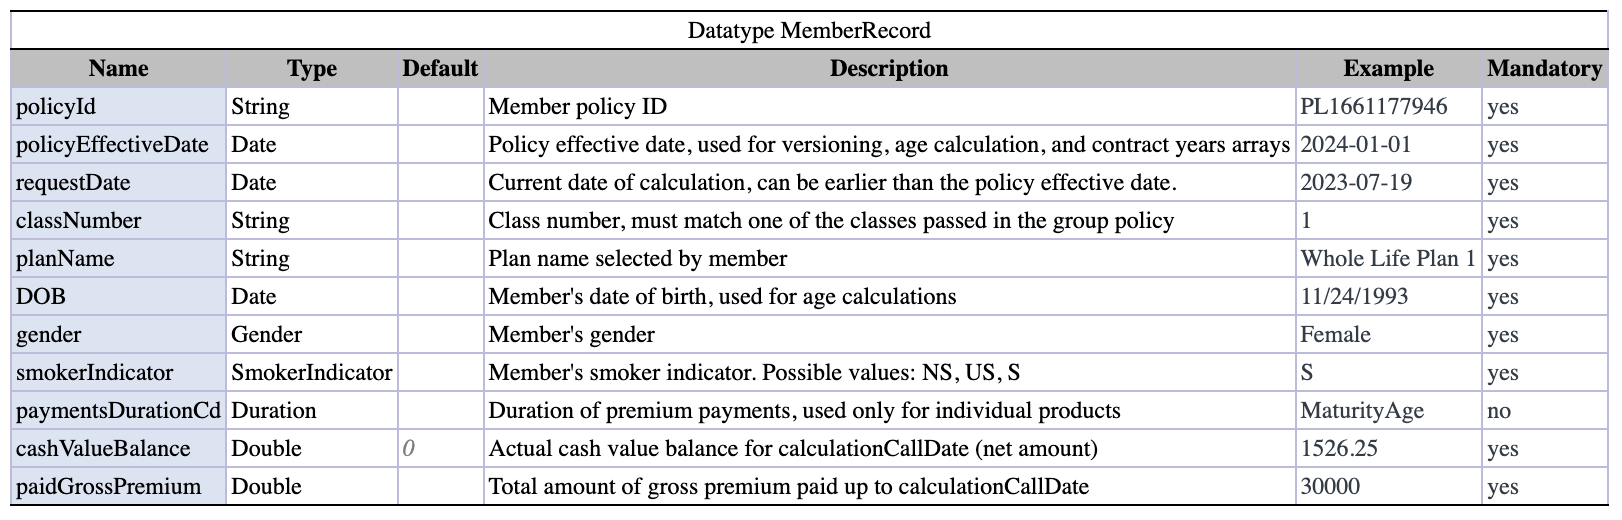 Datatype MemberRecord
Name Type Default Description Example Mandatory
policyId String Member policy ID PL1661177946 yes
policyEffectiveDate Date Policy effective date, used for versioning, age calculation, and contract years arrays 2024-01-01 yes
requestDate Date Current date of calculation, can be earlier than the policy effective date. 2023-07-19 yes
classNumber String Class number, must match one of the classes passed in the group policy 1 yes
planName String Plan name selected by member Whole Life Plan 1 yes
DOB Date Member's date of birth, used for age calculations 11/24/1993 yes
gender Gender Member's gender Female yes
smokerIndicator SmokerIndicator Member's smoker indicator. Possible values: NS, US, S S yes
paymentsDurationCd Duration Duration of premium payments, used only for individual products MaturityAge no
cashValueBalance Double 0 Actual cash value balance for calculationCallDate (net amount) 1526.25 yes
paidGrossPremium Double Total amount of gross premium paid up to calculationCallDate 30000 yes